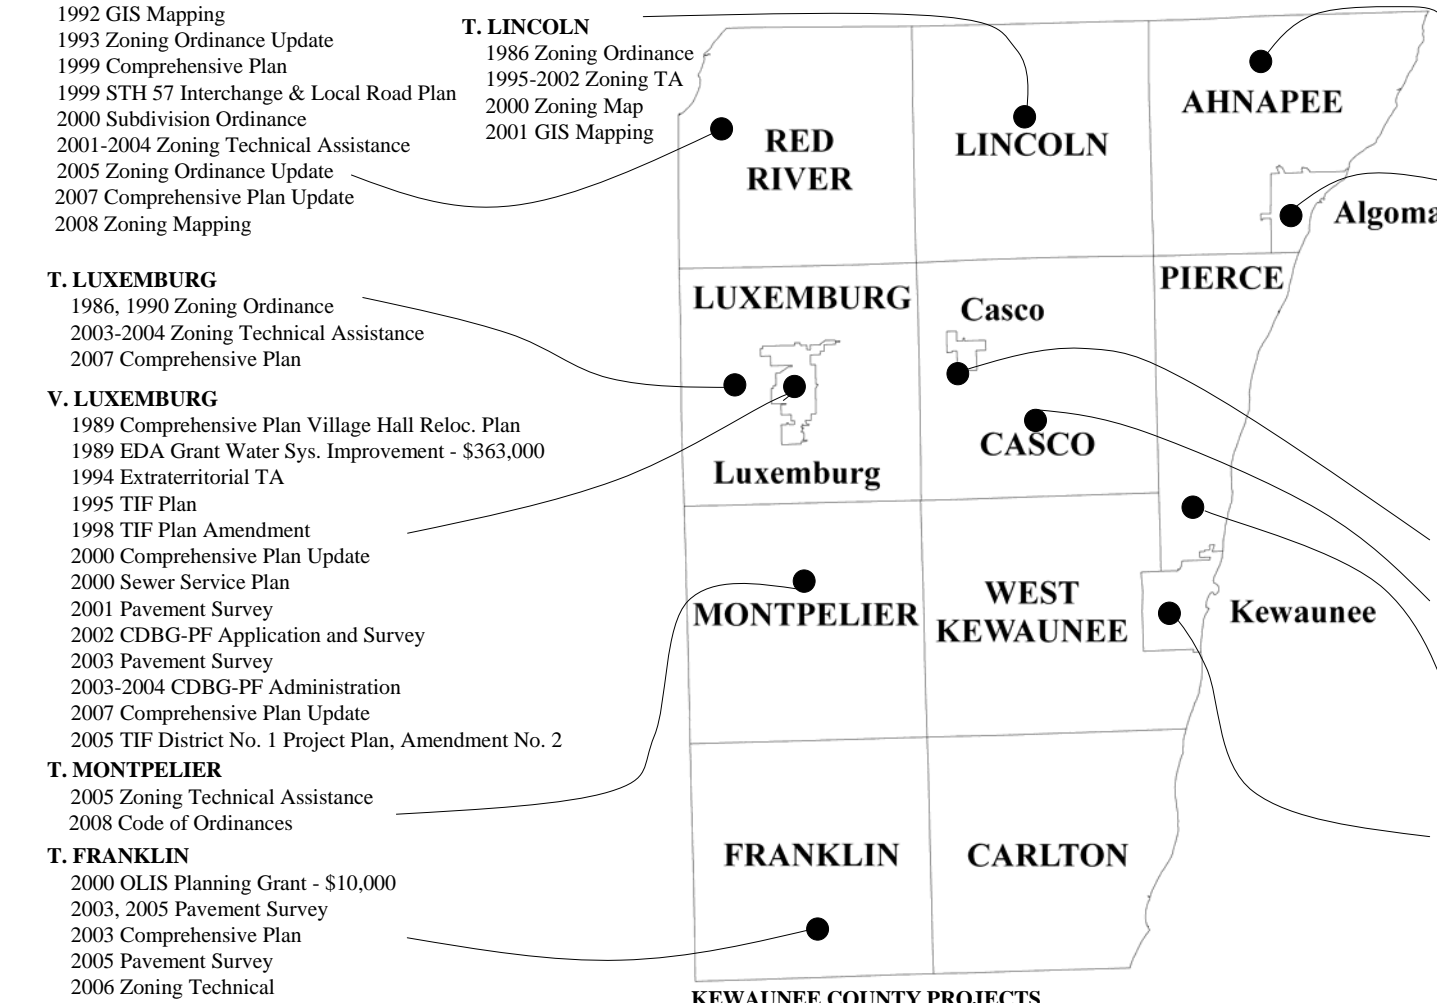 1992 GIS Mapping
1993 Zoning Ordinance Update
1999 Comprehensive Plan
1999 STH 57 Interchange & Local Road Plan
2000 Subdivision Ordinance
2001-2004 Zoning Technical Assistance
2005 Zoning Ordinance Update
2007 Comprehensive Plan Update
2008 Zoning Mapping
T. LINCOLN
1986 Zoning Ordinance
1995-2002 Zoning TA
2000 Zoning Map
2001 GIS Mapping
T. LUXEMBURG
1986, 1990 Zoning Ordinance
2003-2004 Zoning Technical Assistance
2007 Comprehensive Plan
V. LUXEMBURG
1989 Comprehensive Plan Village Hall Reloc. Plan
1989 EDA Grant Water Sys. Improvement - $363,000
1994 Extraterritorial TA
1995 TIF Plan
1998 TIF Plan Amendment
2000 Comprehensive Plan Update
2000 Sewer Service Plan
2001 Pavement Survey
2002 CDBG-PF Application and Survey
2003 Pavement Survey
2003-2004 CDBG-PF Administration
2007 Comprehensive Plan Update
2005 TIF District No. 1 Project Plan, Amendment No. 2
T. MONTPELIER
2005 Zoning Technical Assistance
2008 Code of Ordinances
T. FRANKLIN
2000 OLIS Planning Grant - $10,000
2003, 2005 Pavement Survey
2003 Comprehensive Plan
2005 Pavement Survey
2006 Zoning Technical
RED
RIVER
LINCOLN
AHNAPEE
Algoma
LUXEMBURG
Luxemburg
Casco
CASCO
PIERCE
MONTPELIER
WEST
KEWAUNEE
Kewaunee
FRANKLIN
CARLTON
KEWAUNEE COUNTY PROJECTS